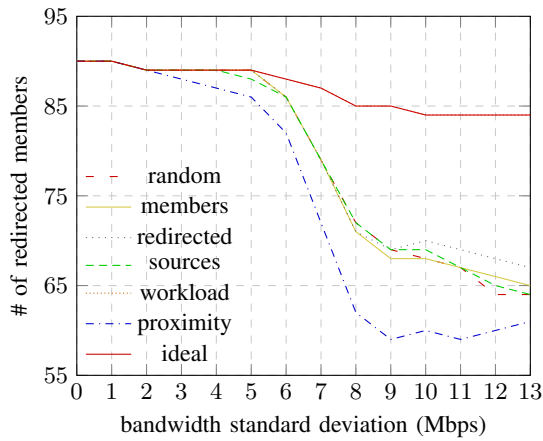 95
85
75
65
55
# of redirected members
random
members
redirected
sources
workload
proximity
ideal
0 1 2 3 4 5 6 7 8 9 10 11 12 13
bandwidth standard deviation (Mbps)